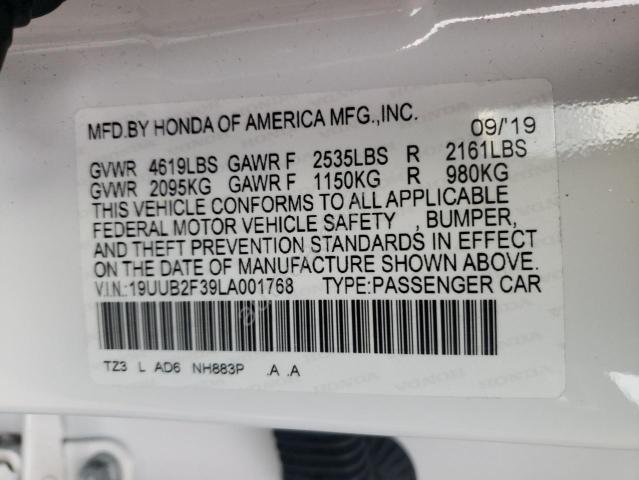 MFD.BY HONDA OF AMERICA MFG.,INC. 09/'19
GVWR 4619LBS GAWR F 2535LBS R 2161LBS
GVWR 2095KG GAWR F 1150KG R 980KG
THIS VEHICLE CONFORMS TO ALL APPLICABLE
FEDERAL MOTOR VEHICLE SAFETY , BUMPER,
AND THEFT PREVENTION STANDARDS IN EFFECT
ON THE DATE OF MANUFACTURE SHOWN ABOVE.
V.I.N.:19UUB2F39LA001768 TYPE:PASSENGER CAR
TZ3 L AD6 NH883P .A .A